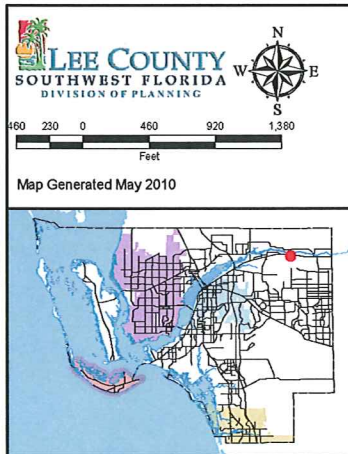 LEE COUNTY
SOUTHWEST FLORIDA
DIVISION OF PLANNING
N
W E
S
460 230 0 460 920 1,380
Feet
Map Generated May 2010